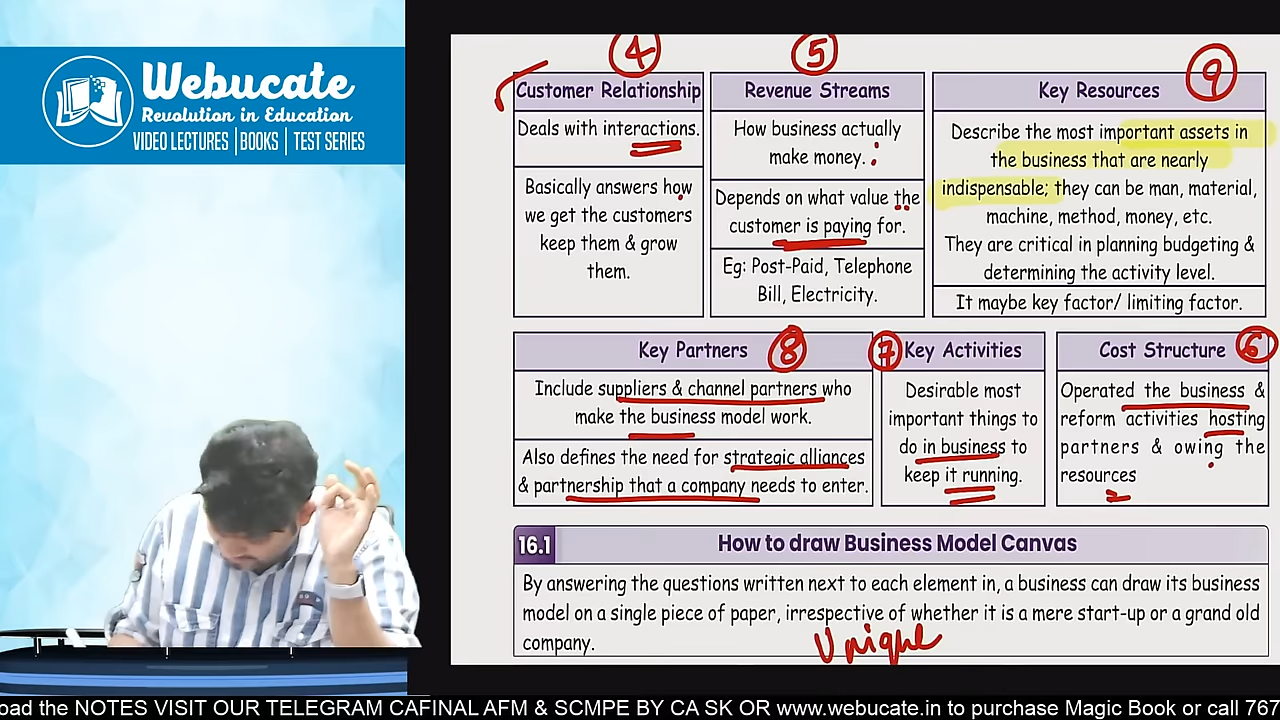 Webucate
Revolution in Education
VIDEO LECTURES | BOOKS | TEST SERIES
4
Customer Relationship
Deals with interactions.
Basically answers how
we get the customers
keep them & grow
them.
5
Revenue Streams
How business actually
make money.
Depends on what value the
customer is paying for.
Eg: Post-Paid, Telephone
Bill, Electricity.
9
Key Resources
Describe the most important assets in
the business that are nearly
indispensable; they can be man, material,
machine, method, money, etc.
They are critical in planning budgeting &
determining the activity level.
It maybe key factor/ limiting factor.
Key Partners 8
Include suppliers & channel partners who
make the business model work.
Also defines the need for strategic alliances
& partnership that a company needs to enter.
7 Key Activities
Desirable most
important things to
do in business to
keep it running.
Cost Structure 6
Operated the business &
reform activities hosting
partners & owing the
resources
16.1 How to draw Business Model Canvas
By answering the questions written next to each element in, a business can draw its business
model on a single piece of paper, irrespective of whether it is a mere start-up or a grand old
company.
Unique
oad the NOTES VISIT OUR TELEGRAM CAFINAL AFM & SCMPE BY CA SK OR www.webucate.in to purchase Magic Book or call 767